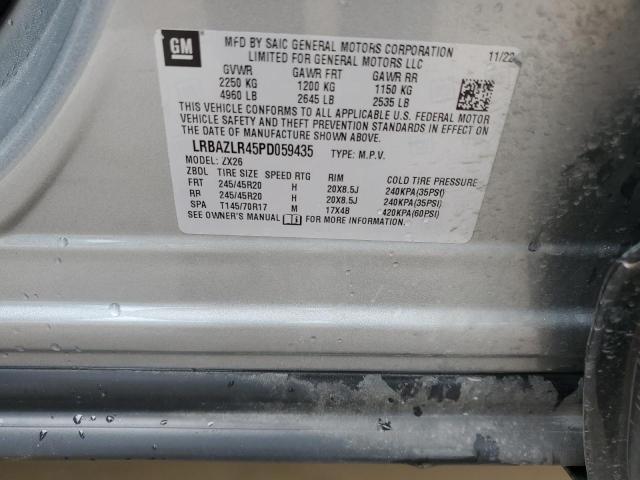 GM
MFD BY SAIC GENERAL MOTORS CORPORATION
LIMITED FOR GENERAL MOTORS LLC 11/22
GVWR GAWR FRT GAWR RR
2250 KG 1200 KG 1150 KG
4960 LB 2645 LB 2535 LB
THIS VEHICLE CONFORMS TO ALL APPLICABLE U.S. FEDERAL MOTOR
VEHICLE SAFETY AND THEFT PREVENTION STANDARDS IN EFFECT ON
THE DATE OF MANUFACTURE SHOWN ABOVE.
LRBAZLR45PD059435 TYPE: M.P.V.
MODEL: ZX26
ZBDL TIRE SIZE SPEED RTG RIM COLD TIRE PRESSURE
FRT 245/45R20 H 20X8.5J 240KPA(35PSI)
RR 245/45R20 H 20X8.5J 240KPA(35PSI)
SPA T145/70R17 M 17X4B 420KPA(60PSI)
SEE OWNER'S MANUAL FOR MORE INFORMATION.